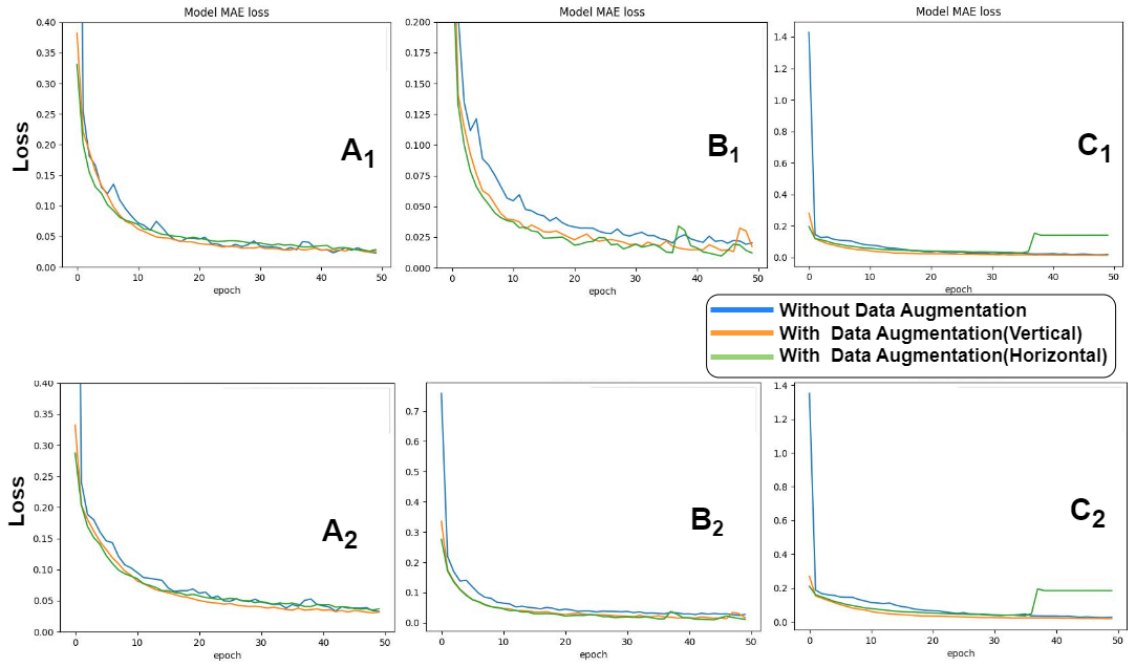 Model MAE loss
Model MAE loss
Model MAE loss
0.40
0.35
0.30
0.25
0.20
0.15
0.10
0.05
0.00
Loss
A1
0 10 20 30 40 50
epoch
0.200
0.175
0.150
0.125
0.100
0.075
0.050
0.025
0.000
B1
0 10 20 30 40 50
epoch
1.4
1.2
1.0
0.8
0.6
0.4
0.2
0.0
C1
0 10 20 30 40 50
epoch
Without Data Augmentation
With Data Augmentation(Vertical)
With Data Augmentation(Horizontal)
0.40
0.35
0.30
0.25
0.20
0.15
0.10
0.05
0.00
Loss
A2
0 10 20 30 40 50
epoch
0.7
0.6
0.5
0.4
0.3
0.2
0.1
0.0
B2
0 10 20 30 40 50
epoch
1.4
1.2
1.0
0.8
0.6
0.4
0.2
0.0
C2
0 10 20 30 40 50
epoch